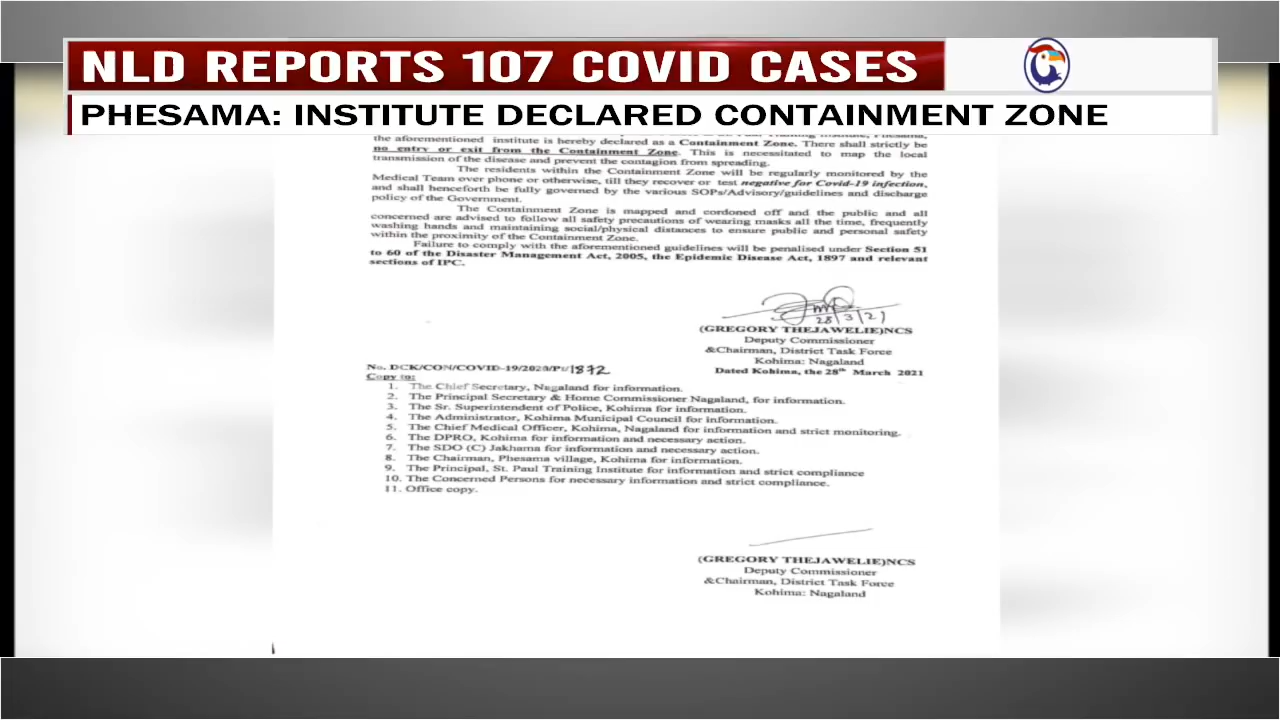 NLD REPORTS 107 COVID CASES
PHESAMA: INSTITUTE DECLARED CONTAINMENT ZONE
Training Institute, Phesama,
the aforementioned institute is hereby declared as a Containment Zone. There shall strictly be
no entry or exit from the Containment Zone. This is necessitated to map the local
transmission of the disease and prevent the contagion from spreading.
The residents within the Containment Zone will be regularly monitored by the
Medical Team over phone or otherwise, till they recover or test negative for Covid-19 infection,
and shall henceforth be fully governed by the various SOPs/Advisory/guidelines and discharge
policy of the Government.
The Containment Zone is mapped and cordoned off and the public and all
concerned are advised to follow all safety precautions of wearing masks all the time, frequently
washing hands and maintaining social/physical distances to ensure public and personal safety
within the proximity of the Containment Zone.
Failure to comply with the aforementioned guidelines will be penalised under Section 51
to 60 of the Disaster Management Act, 2005, the Epidemic Disease Act, 1897 and relevant
sections of IPC.
28/3/21
(GREGORY THEJAWELIE)NCS
Deputy Commissioner
&Chairman, District Task Force
Kohima: Nagaland
No. DCK/CON/COVID-19/2020/Pt/1872
Dated Kohima, the 28th March 2021
Copy to:
1. The Chief Secretary, Nagaland for information.
2. The Principal Secretary & Home Commissioner Nagaland, for information.
3. The Sr. Superintendent of Police, Kohima for information.
4. The Administrator, Kohima Municipal Council for information.
5. The Chief Medical Officer, Kohima, Nagaland for information and strict monitoring.
6. The DPRO, Kohima for information and necessary action.
7. The SDO (C) Jakhama for information and necessary action.
8. The Chairman, Phesama village, Kohima for information.
9. The Principal, St. Paul Training Institute for information and strict compliance
10. The Concerned Persons for necessary information and strict compliance.
11. Office copy.
(GREGORY THEJAWELIE)NCS
Deputy Commissioner
&Chairman, District Task Force
Kohima: Nagaland